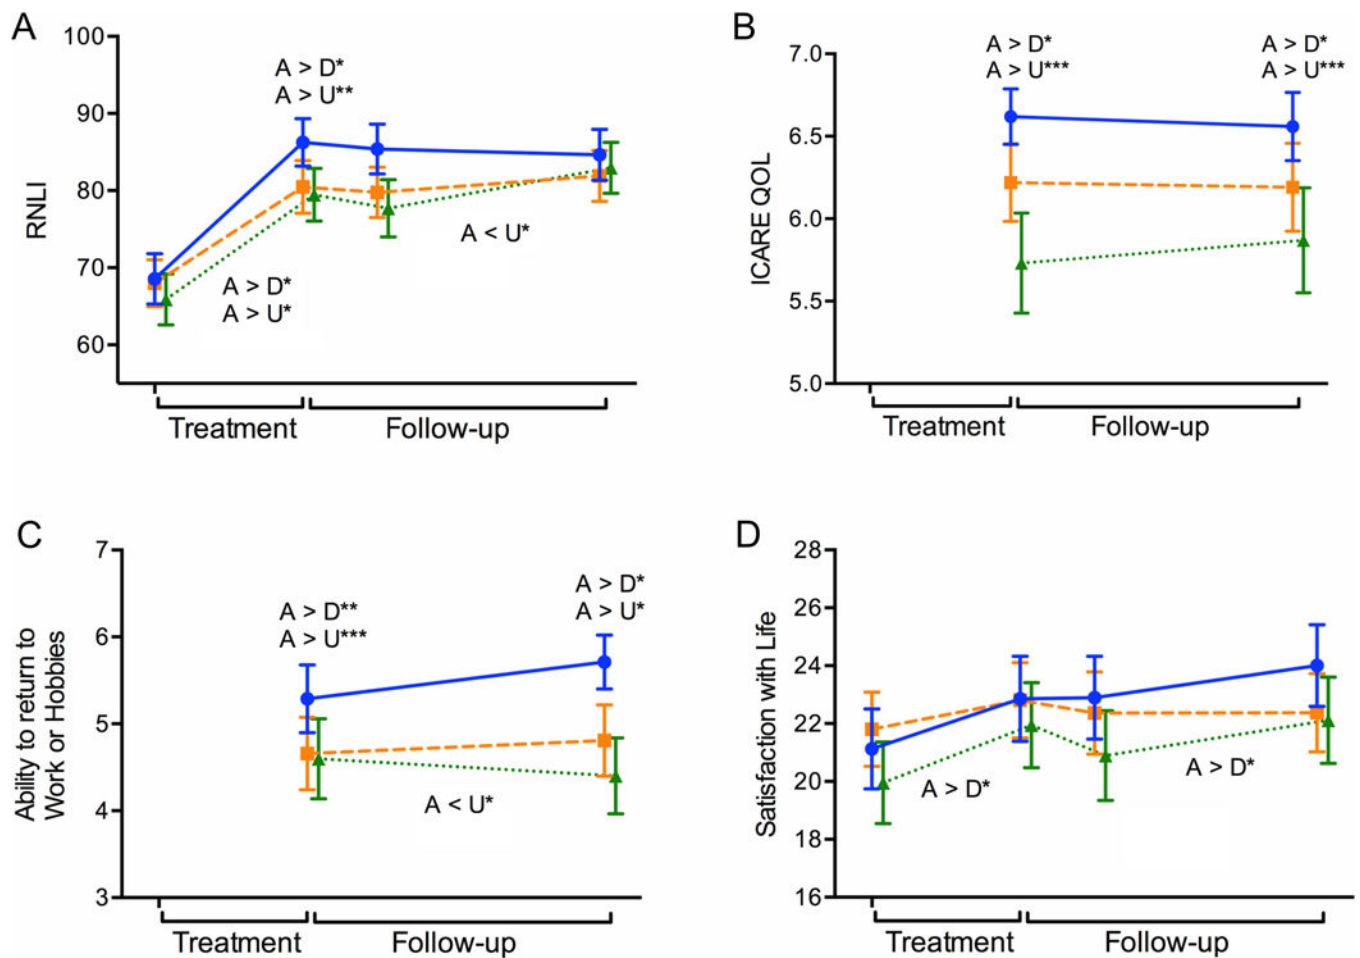 A
100
90
80
70
60
RNLI
A > D*
A > U**
A > D*
A > U*
A < U*
Treatment
Follow-up
B
7.0
6.5
6.0
5.5
5.0
ICARE QOL
A > D*
A > U***
A > D*
A > U***
Treatment
Follow-up
C
7
6
5
4
3
Ability to return to
Work or Hobbies
A > D**
A > U***
A > D*
A > U*
A < U*
Treatment
Follow-up
D
28
26
24
22
20
18
16
Satisfaction with Life
A > D*
A > D*
Treatment
Follow-up